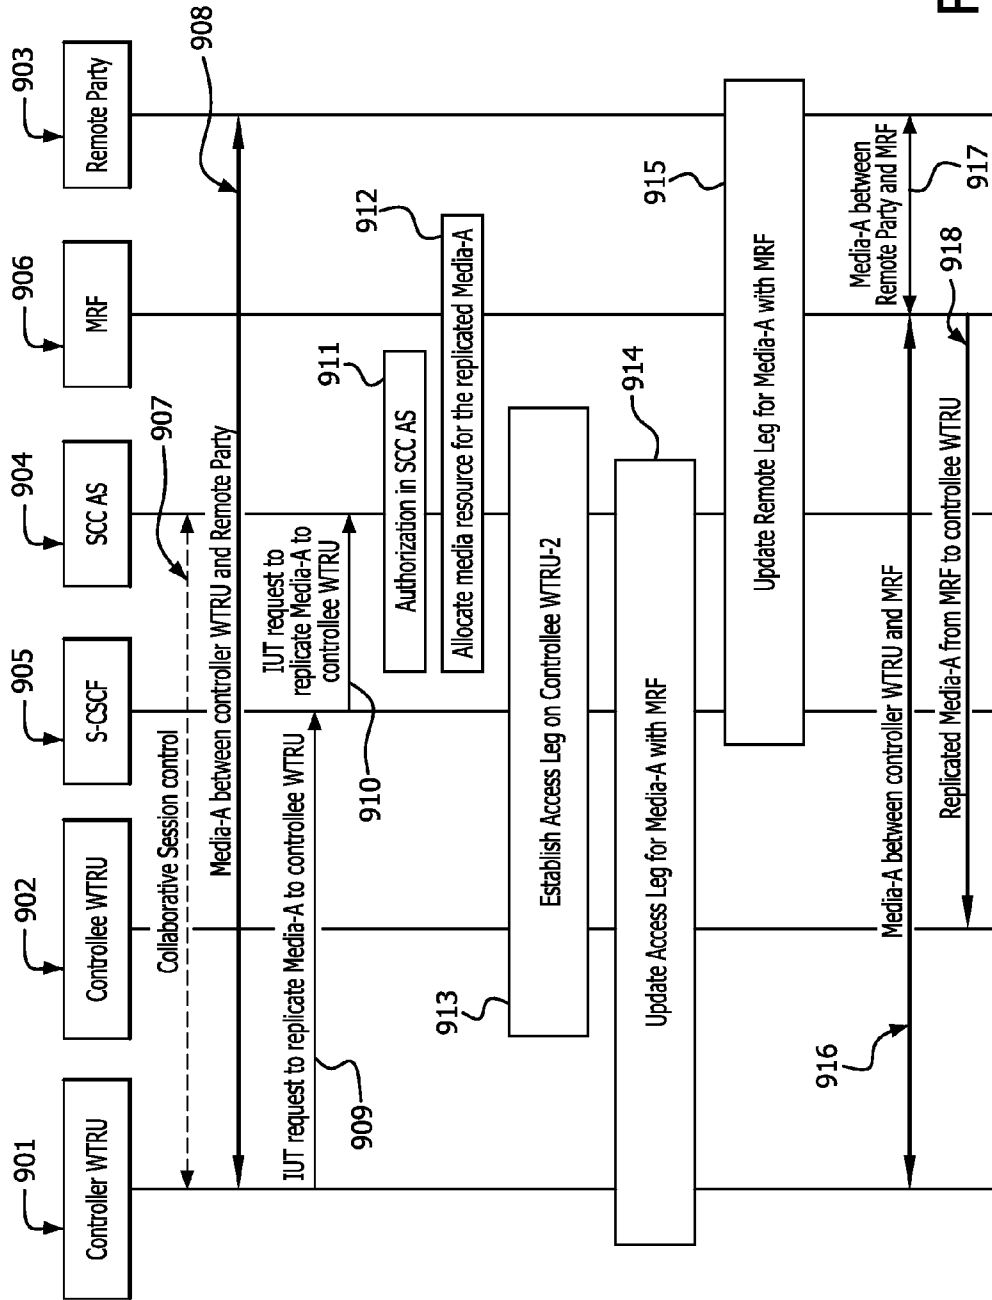 901
902
905
904
906
903
Controller WTRU
Controllee WTRU
S-CSCF
SCC AS
MRF
Remote Party
Collaborative Session control
907
Media-A between controller WTRU and Remote Party
908
IUT request to replicate Media-A to controllee WTRU
909
IUT request to
replicate Media-A to
controllee WTRU
910
911
Authorization in SCC AS
912
Allocate media resource for the replicated Media-A
913
Establish Access Leg on Controllee WTRU-2
914
Update Access Leg for Media-A with MRF
915
Update Remote Leg for Media-A with MRF
916
Media-A between controller WTRU and MRF
Media-A between
Remote Party and MRF
917
918
Replicated Media-A from MRF to controllee WTRU